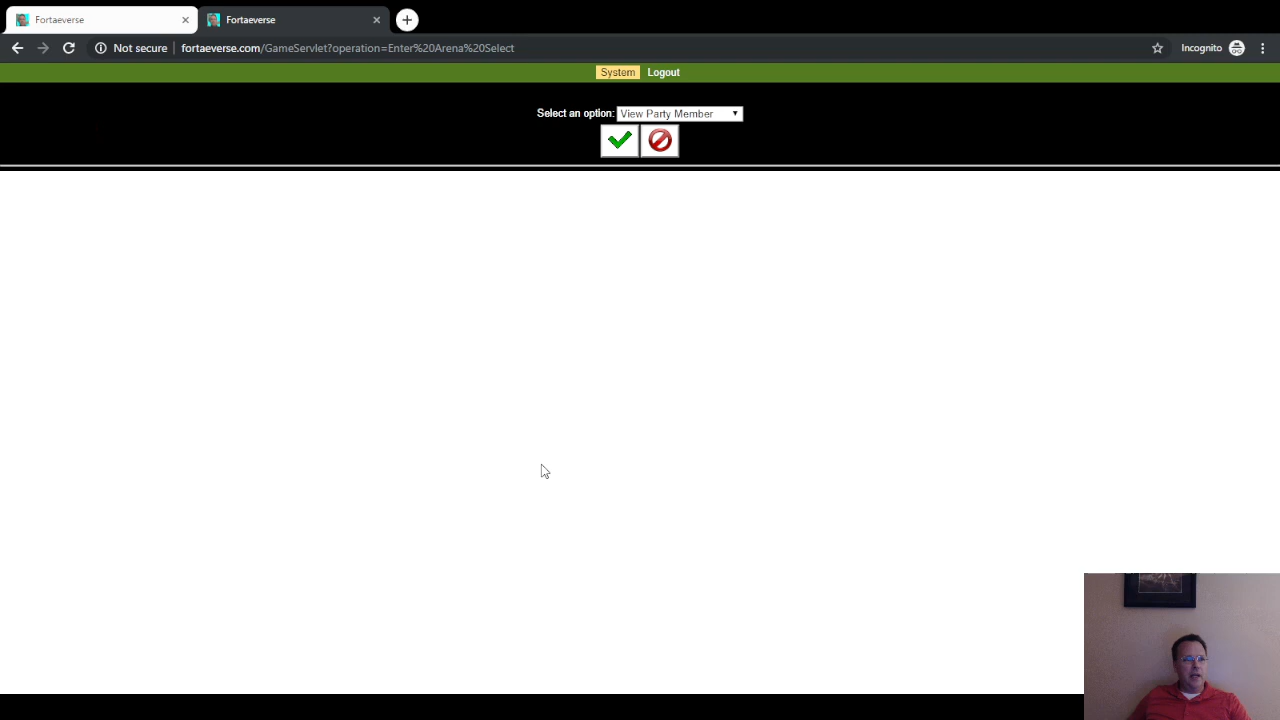 Fortaeverse
Fortaeverse
Not secure
fortaeverse.com/GameServlet?operation=Enter%20Arena%20Select
Incognito
System
Logout
Select an option: View Party Member